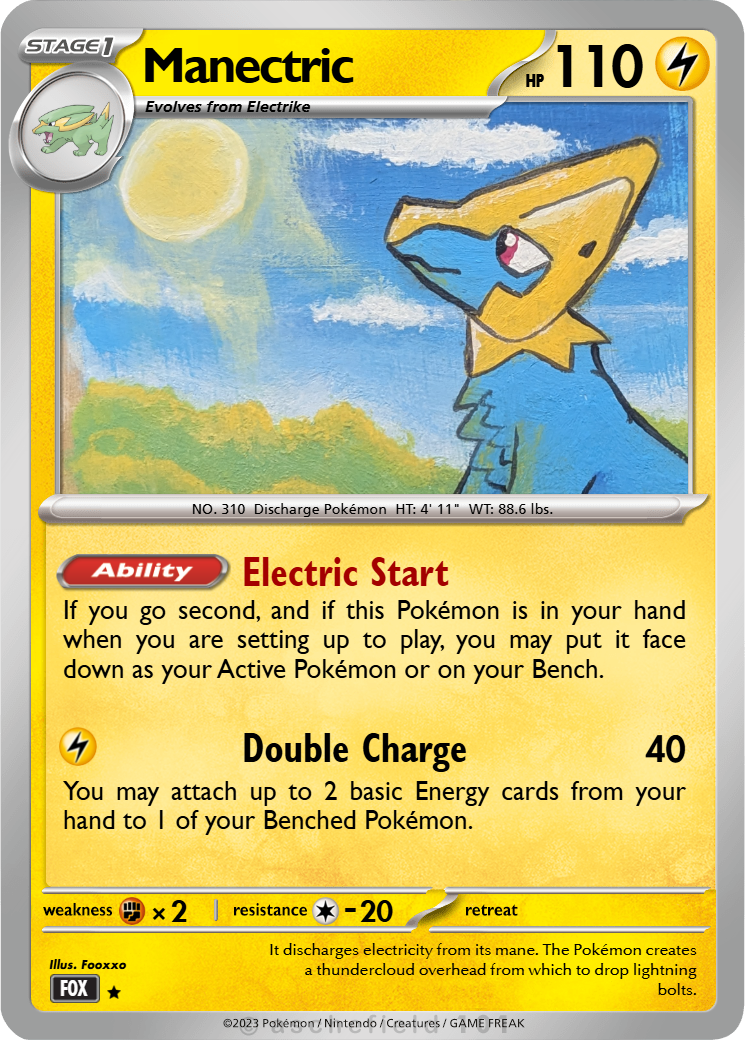 STAGE1
Manectric
HP 110
Evolves from Electrike
NO. 310 Discharge Pokémon HT: 4' 11" WT: 88.6 lbs.
Ability Electric Start
If you go second, and if this Pokémon is in your hand
when you are setting up to play, you may put it face
down as your Active Pokémon or on your Bench.
Double Charge 40
You may attach up to 2 basic Energy cards from your
hand to 1 of your Benched Pokémon.
weakness × 2 resistance -20 retreat
It discharges electricity from its mane. The Pokémon creates
a thundercloud overhead from which to drop lightning
bolts.
Illus. Fooxxo
FOX
©2023 Pokémon / Nintendo / Creatures / GAME FREAK